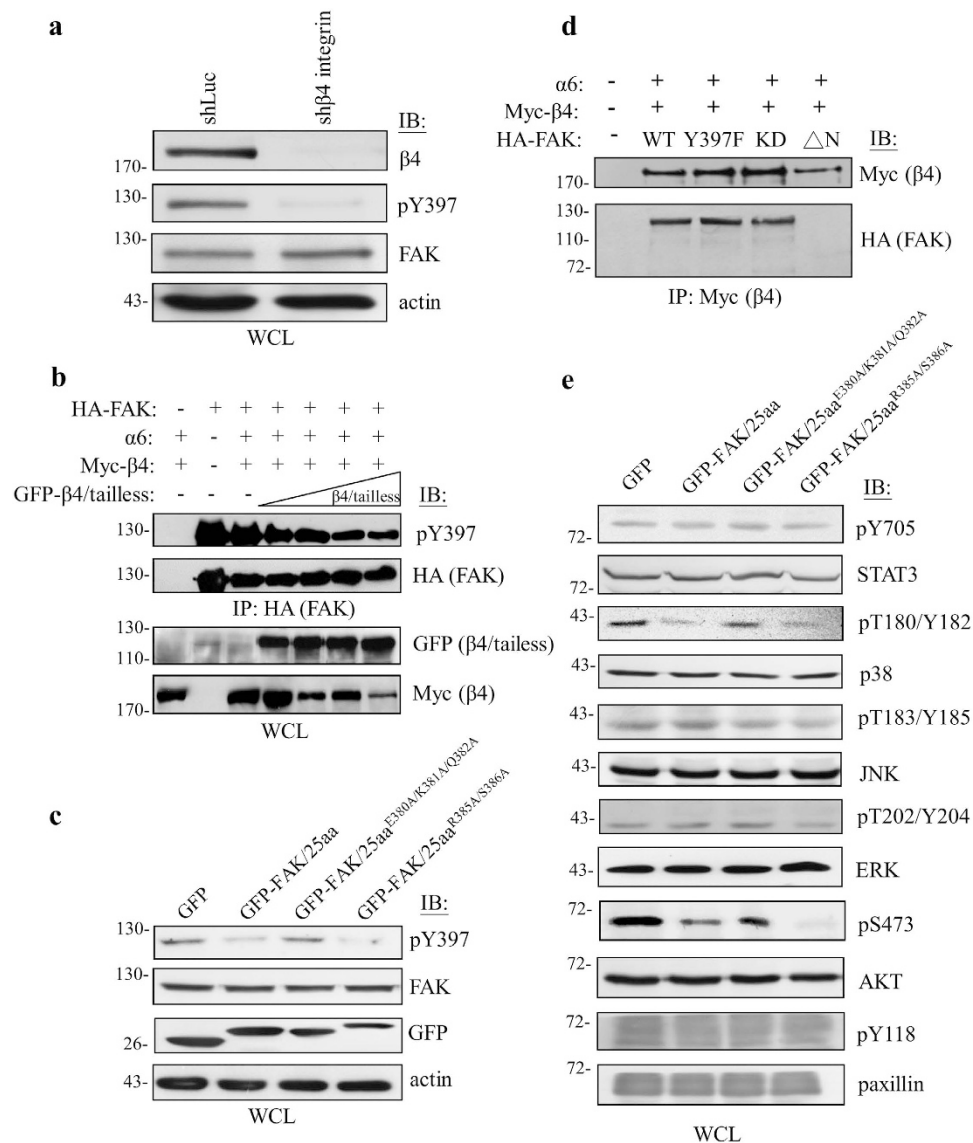 a
shLuc
shβ4 integrin
IB:
170-
β4
130-
pY397
130-
FAK
43-
actin
WCL
b
HA-FAK: - + + + + + +
α6: + - + + + + +
Myc-β4: + - + + + + +
GFP-β4/tailless: - - - β4/tailless
IB:
130-
pY397
130-
HA (FAK)
IP: HA (FAK)
130-
110-
GFP (β4/tailess)
170-
Myc (β4)
WCL
c
GFP
GFP-FAK/25aa
GFP-FAK/25aaE380A/K381A/Q382A
GFP-FAK/25aaR385A/S386A
IB:
130-
pY397
130-
FAK
26-
GFP
43-
actin
WCL
d
α6: - + + + +
Myc-β4: - + + + +
HA-FAK: - WT Y397F KD △N
IB:
170-
Myc (β4)
130-
110-
72-
HA (FAK)
IP: Myc (β4)
e
GFP
GFP-FAK/25aa
GFP-FAK/25aaE380A/K381A/Q382A
GFP-FAK/25aaR385A/S386A
IB:
72-
pY705
72-
STAT3
43-
pT180/Y182
43-
p38
43-
pT183/Y185
43-
JNK
43-
pT202/Y204
43-
ERK
72-
pS473
72-
AKT
72-
pY118
72-
paxillin
WCL